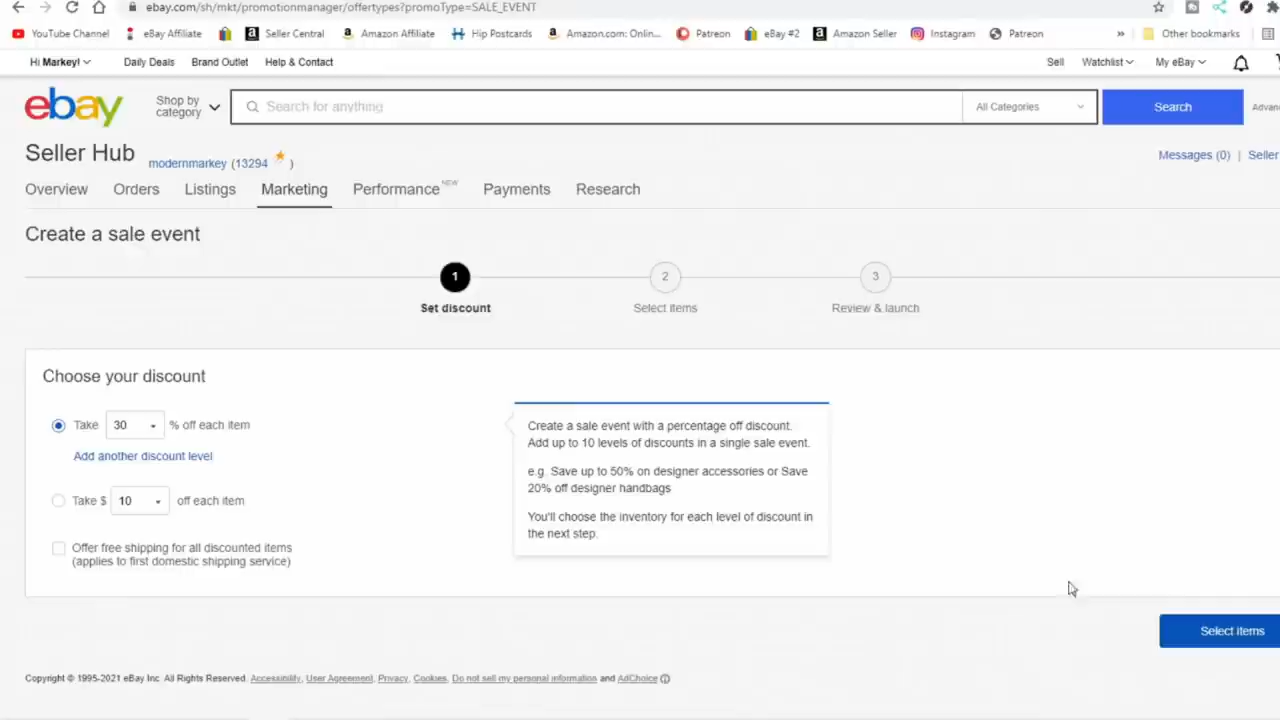 ebay.com/sh/mkt/promotionmanager/offertypes?promoType=SALE_EVENT
YouTube Channel eBay Affiliate Seller Central Amazon Affiliate Hip Postcards Amazon.com: Onlin... Patreon eBay #2 Amazon Seller Instagram Patreon » Other bookmarks
Hi Markey! Daily Deals Brand Outlet Help & Contact Sell Watchlist My eBay
ebay Shop by category Search for anything All Categories Search Advan
Seller Hub modernmarkey (13294 ) Messages (0) | Seller
Overview Orders Listings Marketing Performance NEW Payments Research
Create a sale event
1 2 3
Set discount Select items Review & launch
Choose your discount
Take 30 % off each item
Add another discount level
Take $ 10 off each item
Offer free shipping for all discounted items
(applies to first domestic shipping service)
Create a sale event with a percentage off discount.
Add up to 10 levels of discounts in a single sale event.
e.g. Save up to 50% on designer accessories or Save
20% off designer handbags
You'll choose the inventory for each level of discount in
the next step.
Select items
Copyright © 1995-2021 eBay Inc. All Rights Reserved. Accessibility, User Agreement, Privacy, Cookies, Do not sell my personal information and AdChoice